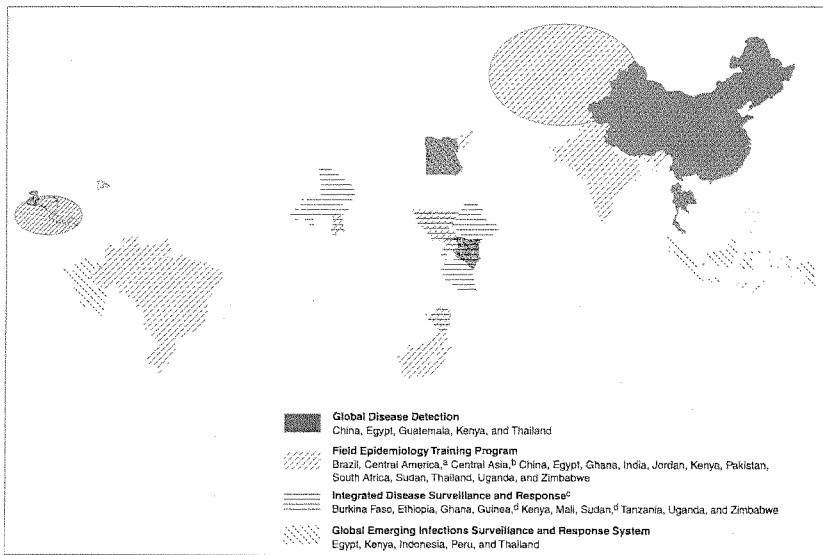 Global Disease Detection
China, Egypt, Guatemala, Kenya, and Thailand
Field Epidemiology Training Program
Brazil, Central America,ᵃ Central Asia,ᵇ China, Egypt, Ghana, India, Jordan, Kenya, Pakistan,
South Africa, Sudan, Thailand, Uganda, and Zimbabwe
Integrated Disease Surveillance and Responseᶜ
Burkina Faso, Ethiopia, Ghana, Guinea,ᵈ Kenya, Mali, Sudan,ᵈ Tanzania, Uganda, and Zimbabwe
Global Emerging Infections Surveillance and Response System
Egypt, Kenya, Indonesia, Peru, and Thailand